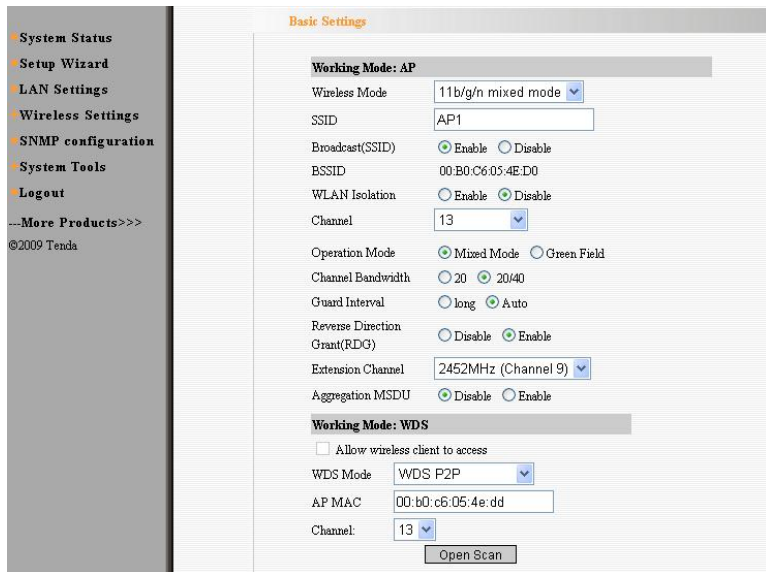 System Status
Setup Wizard
LAN Settings
Wireless Settings
SNMP configuration
System Tools
Logout
---More Products>>>
©2009 Tenda
Basic Settings
Working Mode: AP
Wireless Mode 11b/g/n mixed mode
SSID AP1
Broadcast(SSID) Enable Disable
BSSID 00:B0:C6:05:4E:D0
WLAN Isolation Enable Disable
Channel 13
Operation Mode Mixed Mode Green Field
Channel Bandwidth 20 20/40
Guard Interval long Auto
Reverse Direction
Grant(RDG) Disable Enable
Extension Channel 2452MHz (Channel 9)
Aggregation MSDU Disable Enable
Working Mode: WDS
Allow wireless client to access
WDS Mode WDS P2P
AP MAC 00:b0:c6:05:4e:dd
Channel: 13
Open Scan